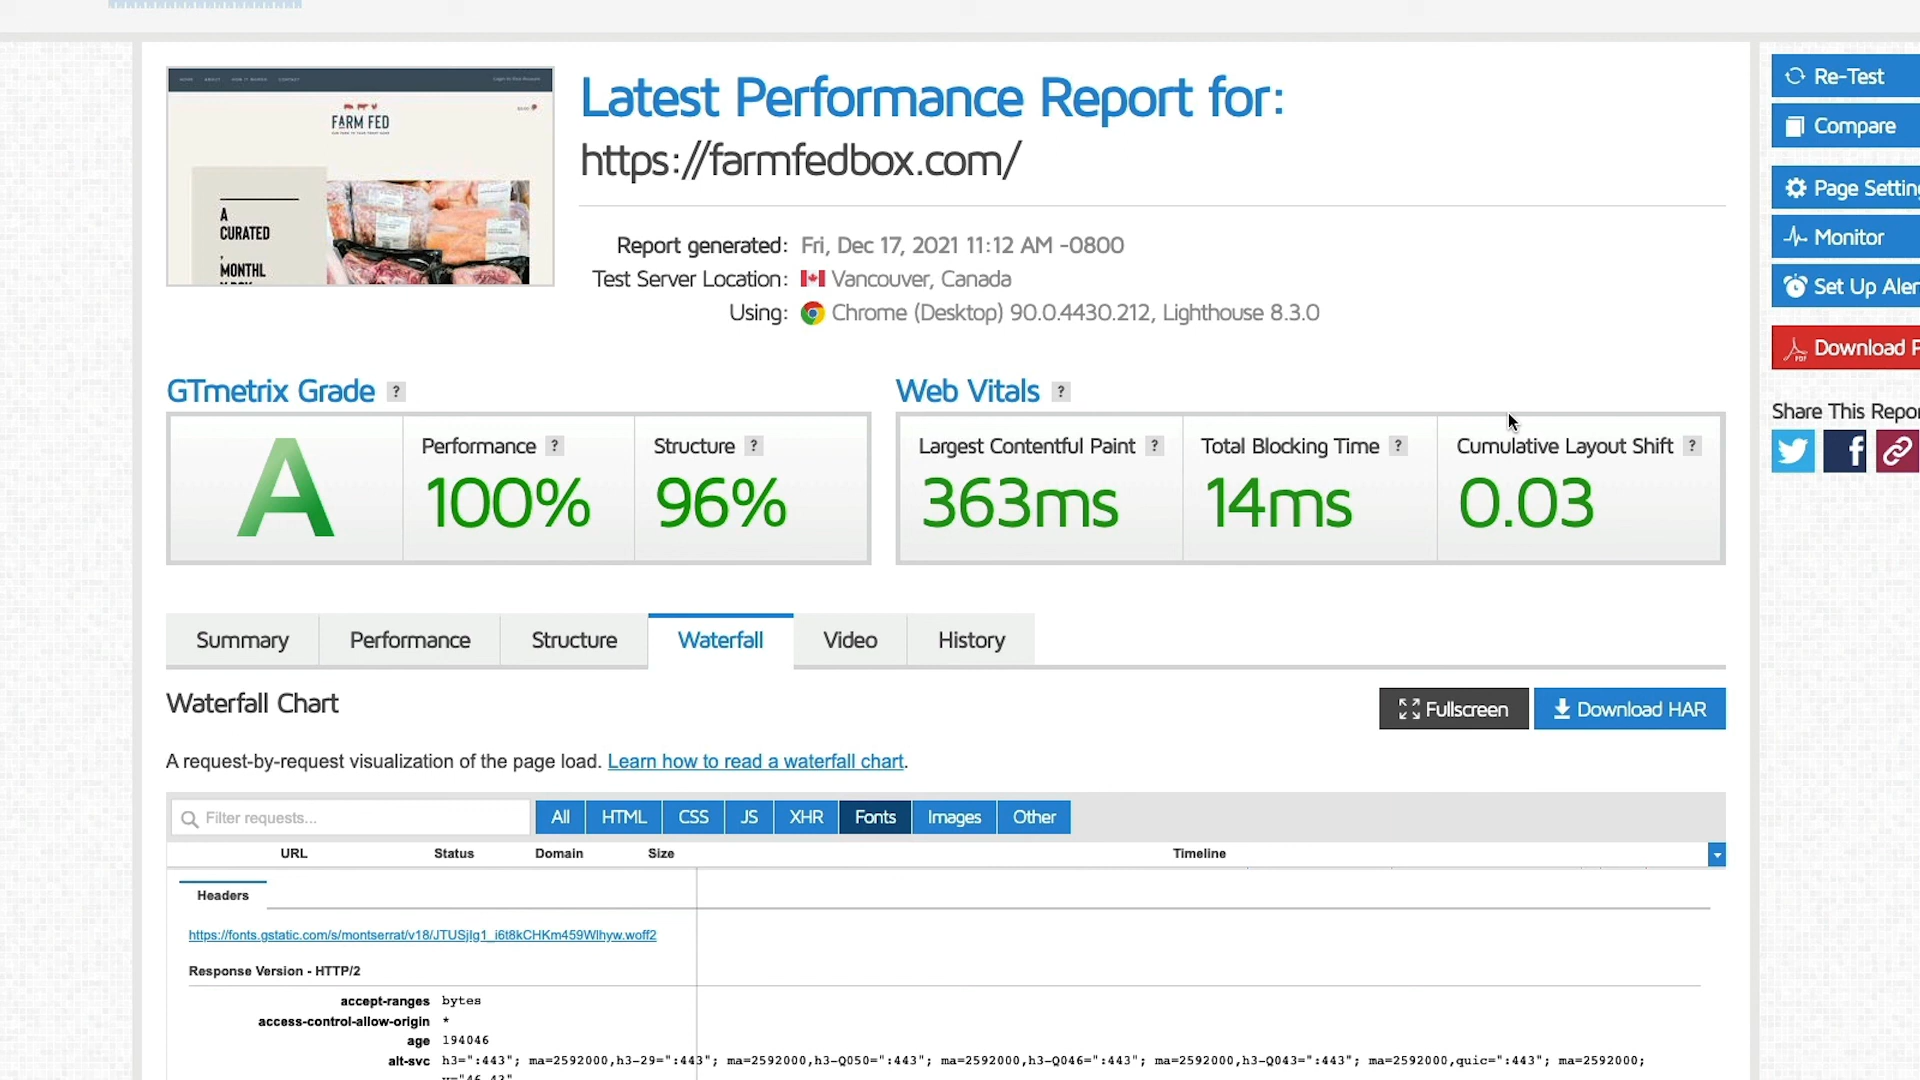 HOME ABOUT HOW IT WORKS CONTACT
FARM FED
A
CURATED
MONTHL
Latest Performance Report for:
https://farmfedbox.com/
Report generated: Fri, Dec 17, 2021 11:12 AM -0800
Test Server Location: Vancouver, Canada
Using: Chrome (Desktop) 90.0.4430.212, Lighthouse 8.3.0
Re-Test
Compare
Page Settin
Monitor
Set Up Aler
Download P
Share This Repor
GTmetrix Grade ?
A
Performance ?
100%
Structure ?
96%
Web Vitals ?
Largest Contentful Paint ?
363ms
Total Blocking Time ?
14ms
Cumulative Layout Shift ?
0.03
Summary Performance Structure Waterfall Video History
Waterfall Chart
Fullscreen Download HAR
A request-by-request visualization of the page load. Learn how to read a waterfall chart.
Filter requests... All HTML CSS JS XHR Fonts Images Other
URL Status Domain Size Timeline
Headers
https://fonts.gstatic.com/s/montserrat/v18/JTUSjIg1_i6t8kCHKm459Wlhyw.woff2
Response Version - HTTP/2
accept-ranges bytes
access-control-allow-origin *
age 194046
alt-svc h3=":443"; ma=2592000,h3-29=":443"; ma=2592000,h3-Q050=":443"; ma=2592000,h3-Q046=":443"; ma=2592000,h3-Q043=":443"; ma=2592000,quic=":443"; ma=2592000;
v="46,43"